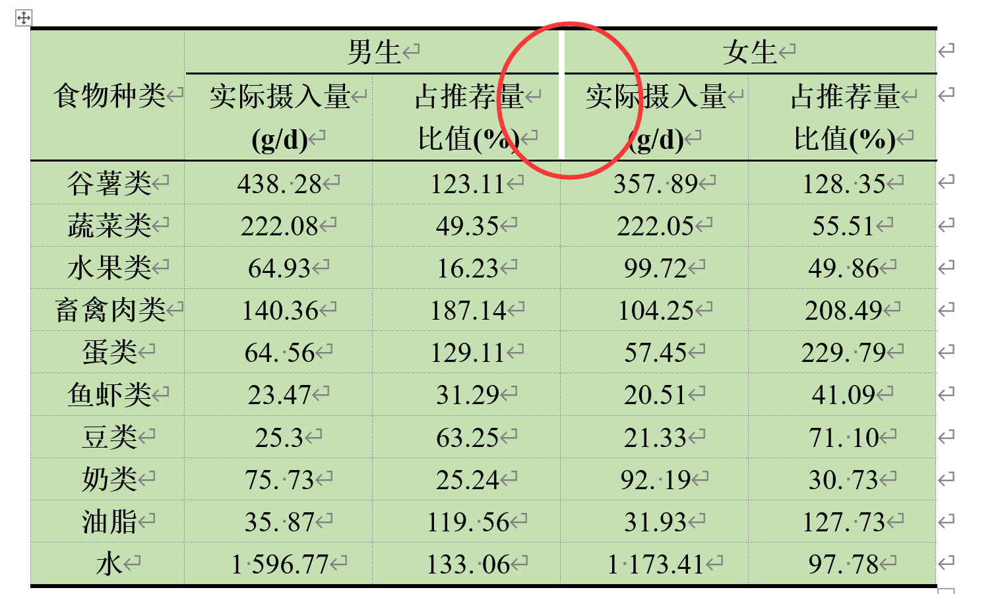 男生 女生
食物种类 实际摄入量 占推荐量 实际摄入量 占推荐量
(g/d) 比值(%) (g/d) 比值(%)
谷薯类 438. 28 123.11 357. 89 128. 35
蔬菜类 222.08 49.35 222.05 55.51
水果类 64.93 16.23 99.72 49. 86
畜禽肉类 140.36 187.14 104.25 208.49
蛋类 64. 56 129.11 57.45 229. 79
鱼虾类 23.47 31.29 20.51 41.09
豆类 25.3 63.25 21.33 71. 10
奶类 75. 73 25.24 92. 19 30. 73
油脂 35. 87 119. 56 31.93 127. 73
水 1 596.77 133. 06 1 173.41 97. 78